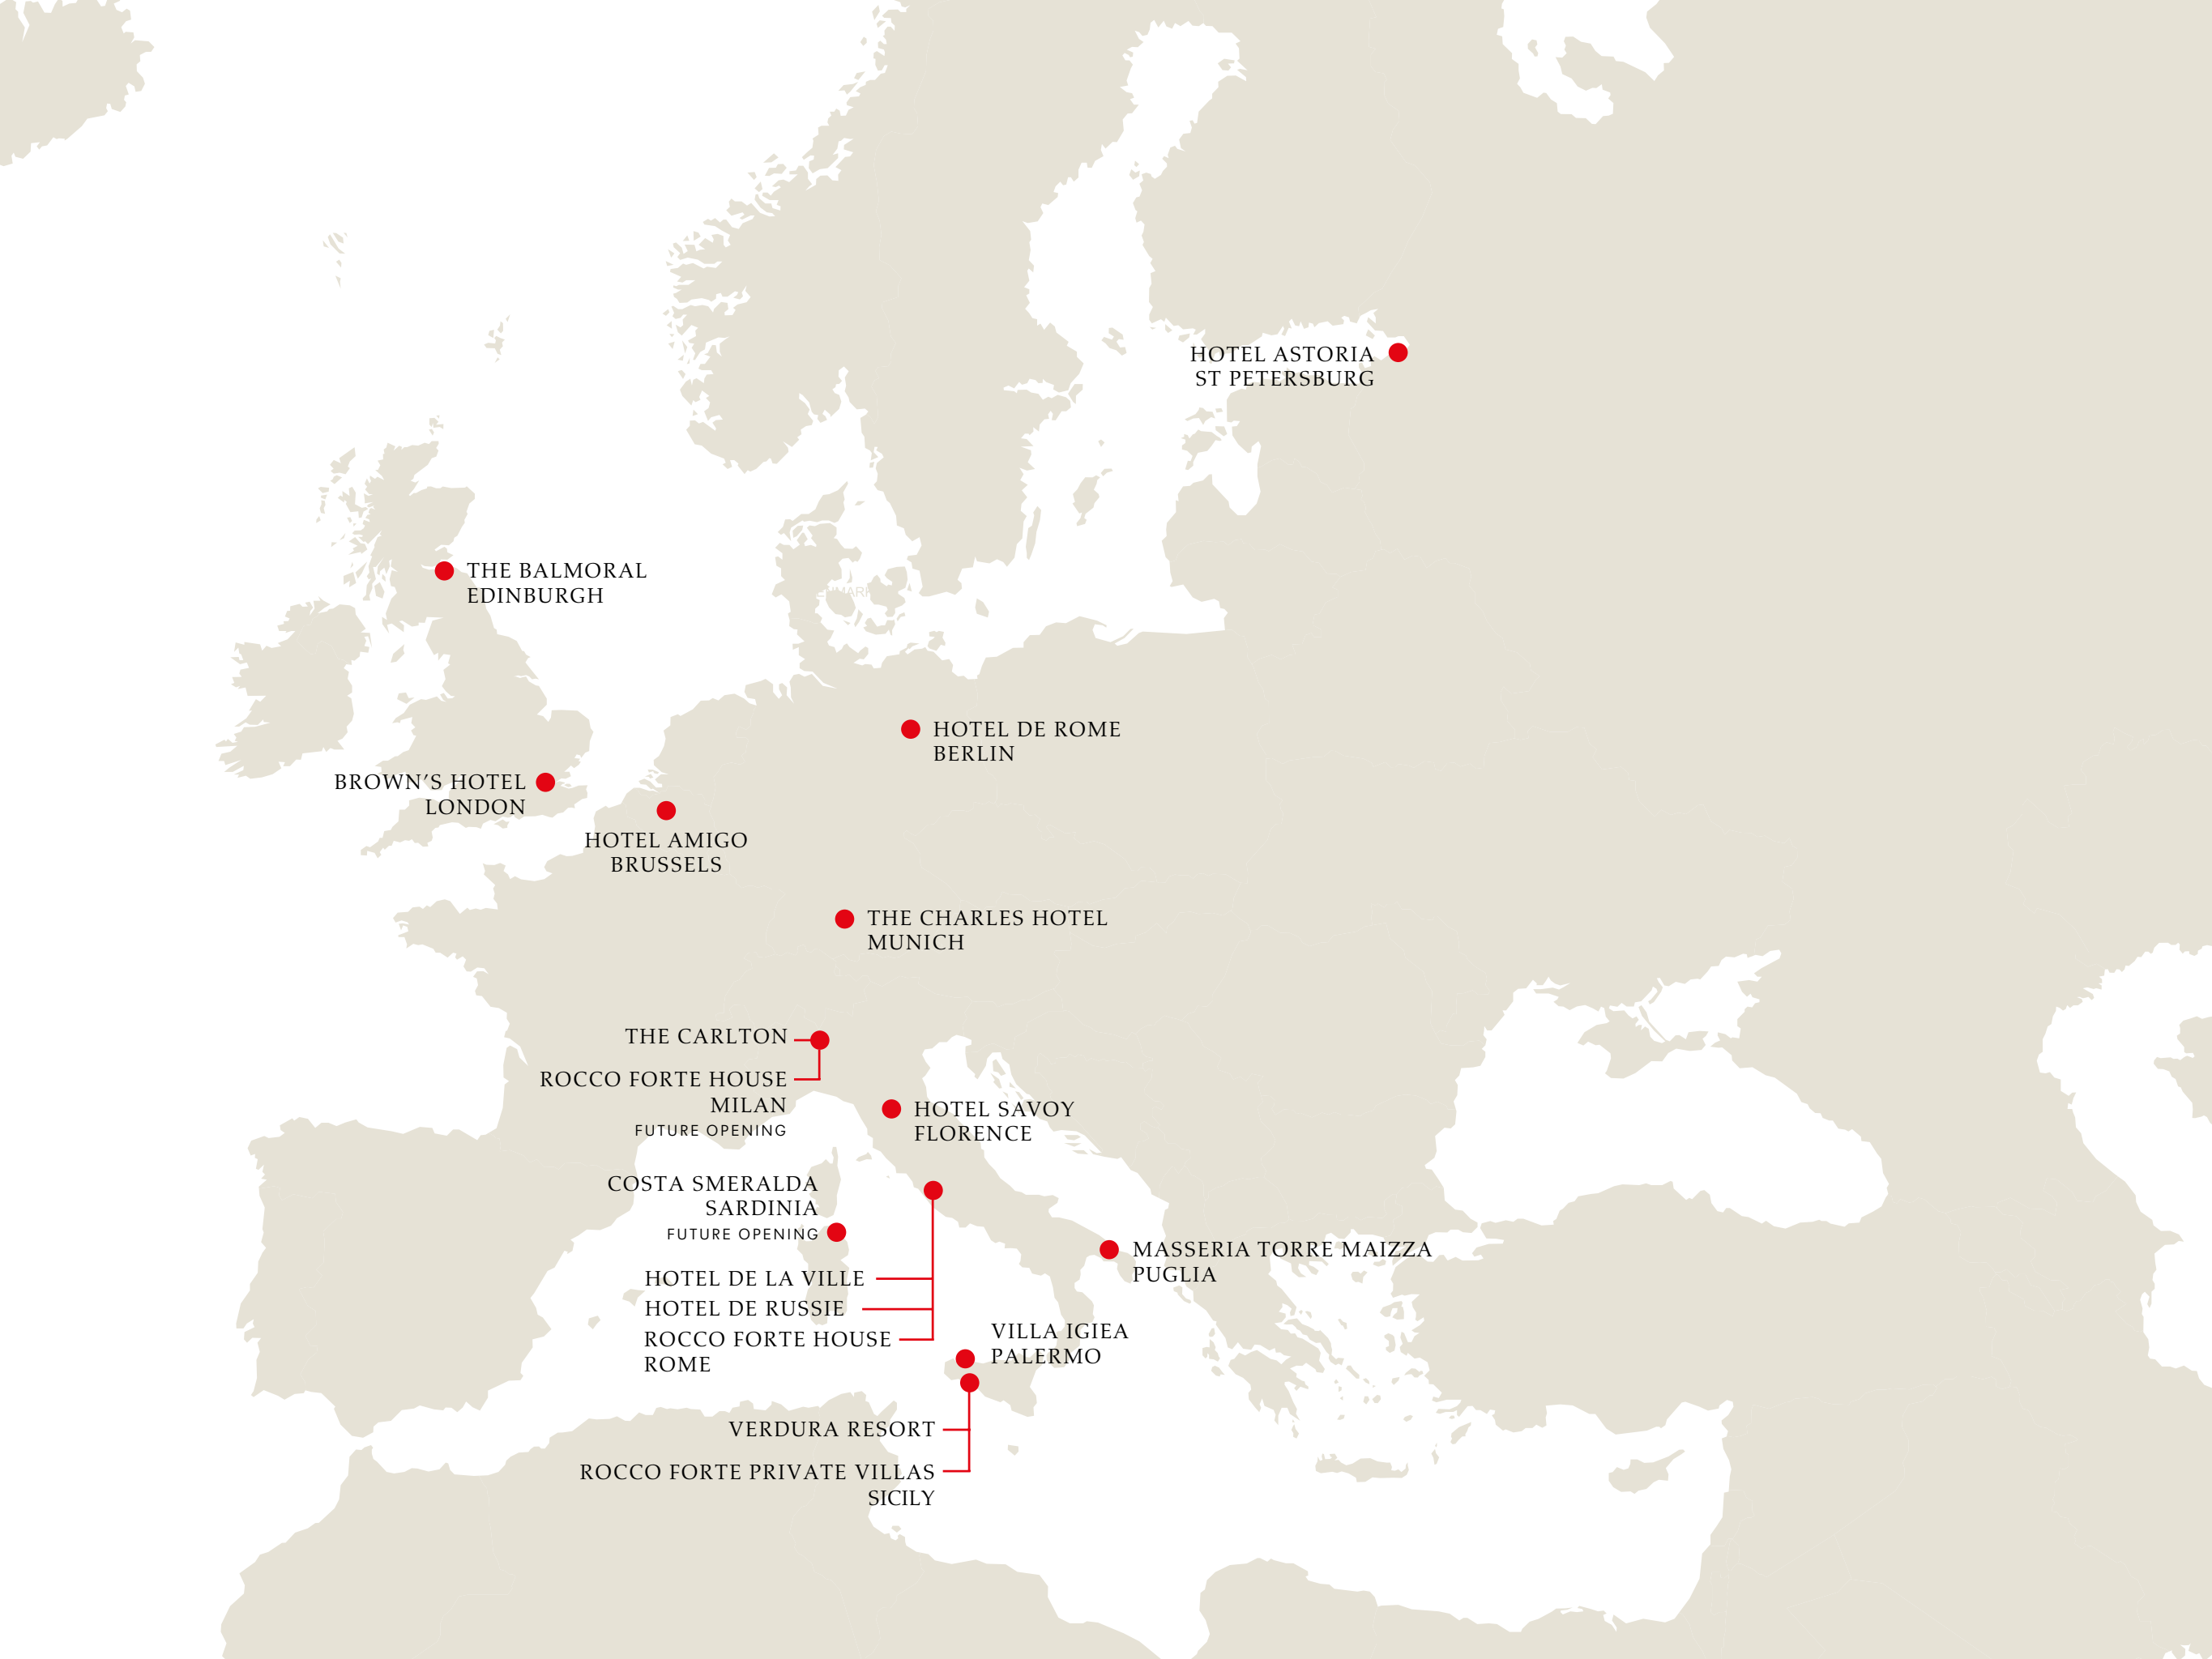 HOTEL ASTORIA
ST PETERSBURG
THE BALMORAL
EDINBURGH
HOTEL DE ROME
BERLIN
BROWN’S HOTEL
LONDON
HOTEL AMIGO
BRUSSELS
THE CHARLES HOTEL
MUNICH
THE CARLTON
ROCCO FORTE HOUSE
MILAN
FUTURE OPENING
HOTEL SAVOY
FLORENCE
COSTA SMERALDA
SARDINIA
FUTURE OPENING
MASSERIA TORRE MAIZZA
PUGLIA
HOTEL DE LA VILLE
HOTEL DE RUSSIE
ROCCO FORTE HOUSE
ROME
VILLA IGIEA
PALERMO
VERDURA RESORT
ROCCO FORTE PRIVATE VILLAS
SICILY